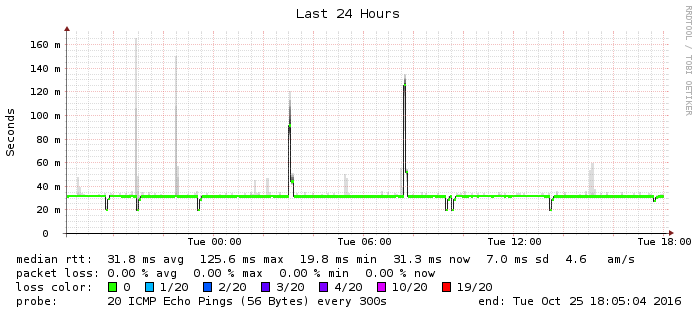 Last 24 Hours
RRDTOOL / TOBI OETIKER
Seconds
160 m
140 m
120 m
100 m
80 m
60 m
40 m
20 m
0
Tue 00:00 Tue 06:00 Tue 12:00 Tue 18:00
median rtt: 31.8 ms avg 125.6 ms max 19.8 ms min 31.3 ms now 7.0 ms sd 4.6 am/s
packet loss: 0.00 % avg 0.00 % max 0.00 % min 0.00 % now
loss color: 0 1/20 2/20 3/20 4/20 10/20 19/20
probe: 20 ICMP Echo Pings (56 Bytes) every 300s end: Tue Oct 25 18:05:04 2016